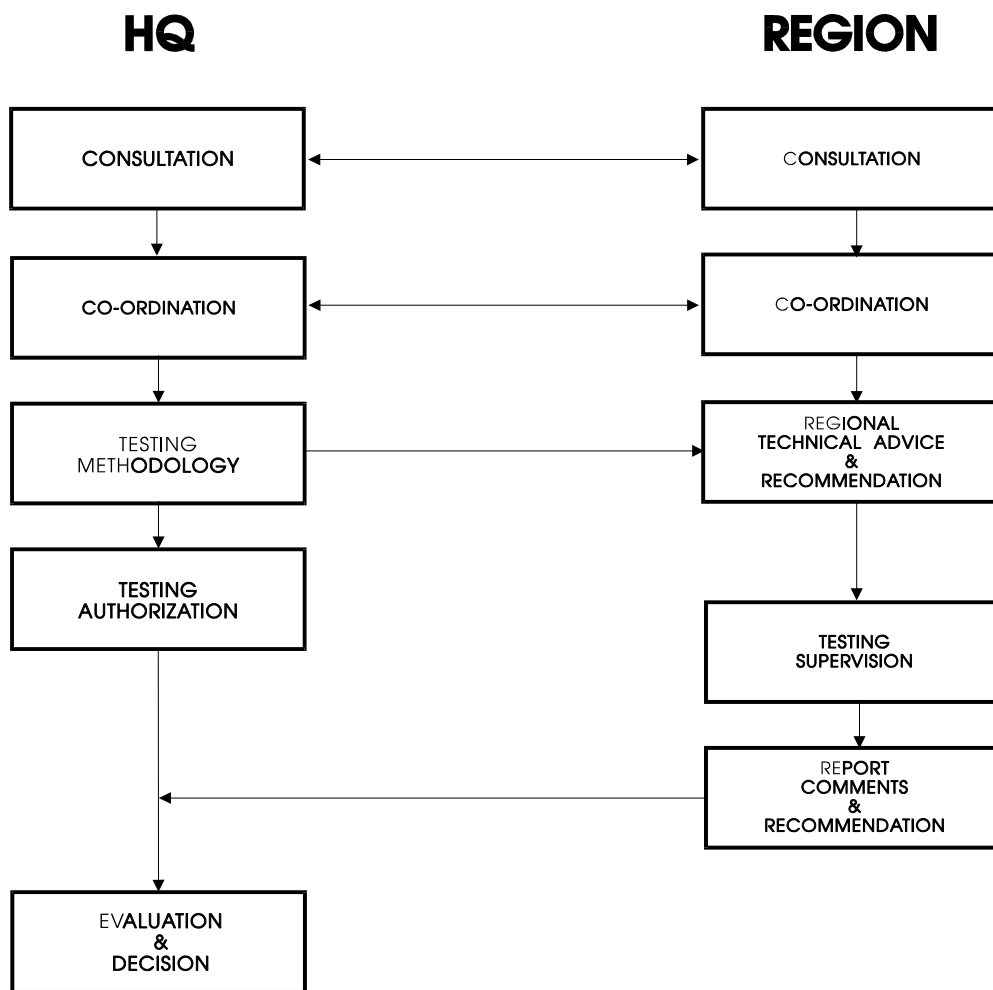 HQ
REGION
CONSULTATION
CONSULTATION
CO-ORDINATION
CO-ORDINATION
TESTING
METHODOLOGY
REGIONAL
TECHNICAL ADVICE
&
RECOMMENDATION
TESTING
AUTHORIZATION
TESTING
SUPERVISION
REPORT
COMMENTS
&
RECOMMENDATION
EVALUATION
&
DECISION